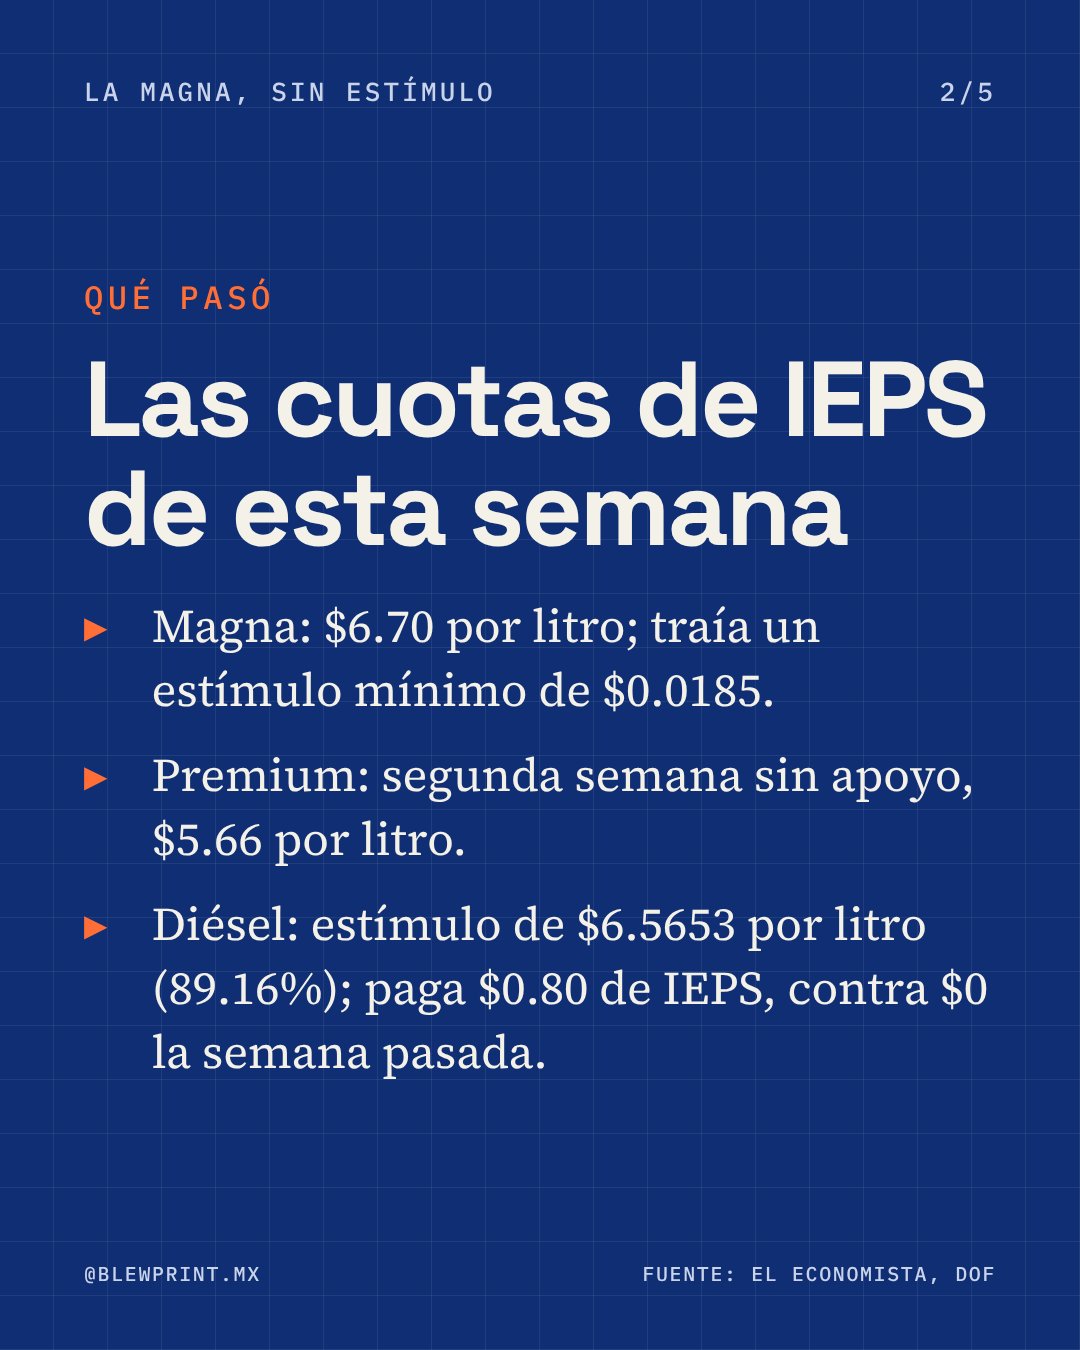 LA MAGNA, SIN ESTÍMULO
2/5
QUÉ PASÓ
Las cuotas de IEPS
de esta semana
▶ Magna: $6.70 por litro; traía un
estímulo mínimo de $0.0185.
▶ Premium: segunda semana sin apoyo,
$5.66 por litro.
▶ Diésel: estímulo de $6.5653 por litro
(89.16%); paga $0.80 de IEPS, contra $0
la semana pasada.
@BLEWPRINT.MX
FUENTE: EL ECONOMISTA, DOF